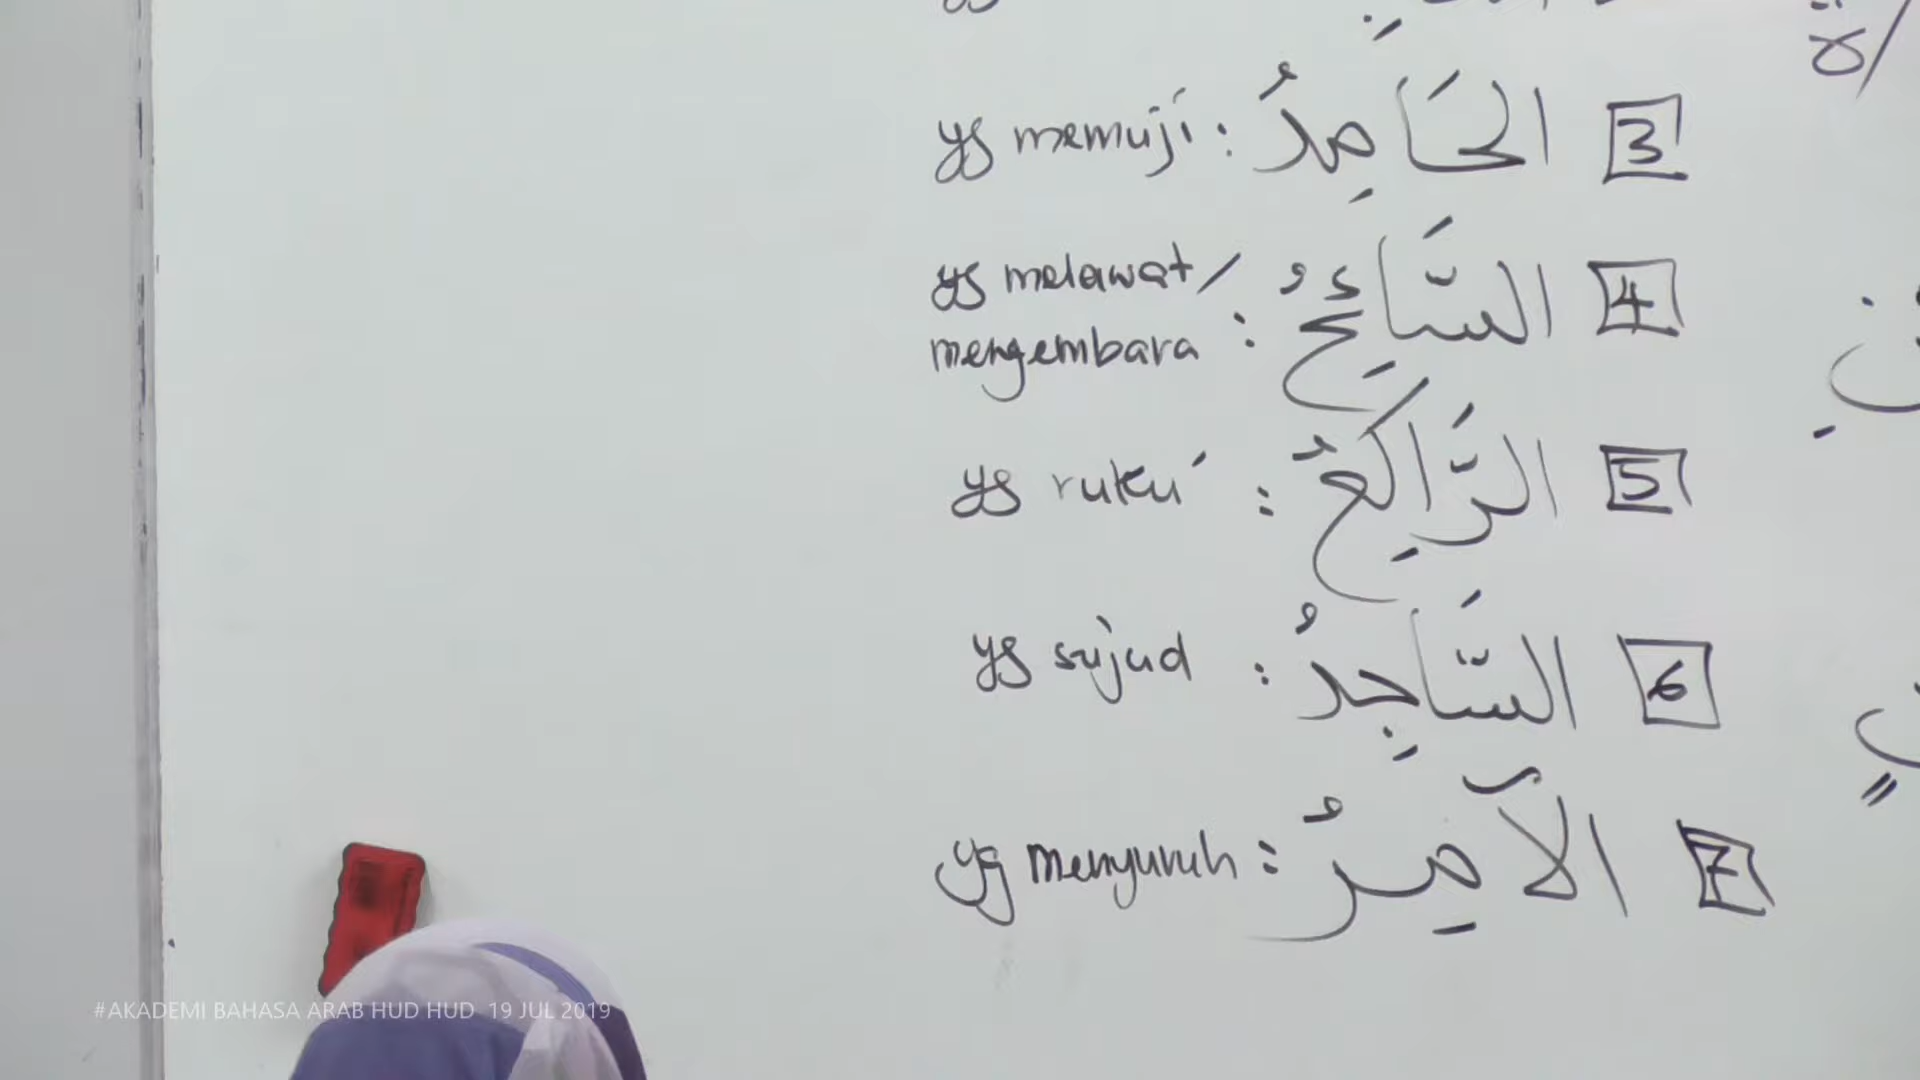 3 الحَامِدُ : yg memuji
4 السَّائِحُ : yg melawat/
mengembara
5 الرَّاكِعُ : yg ruku'
6 السَّاجِدُ : yg sujud
7 الآمِرُ : yg menyuruh
#AKADEMI BAHASA ARAB HUD HUD 19 JUL 2019